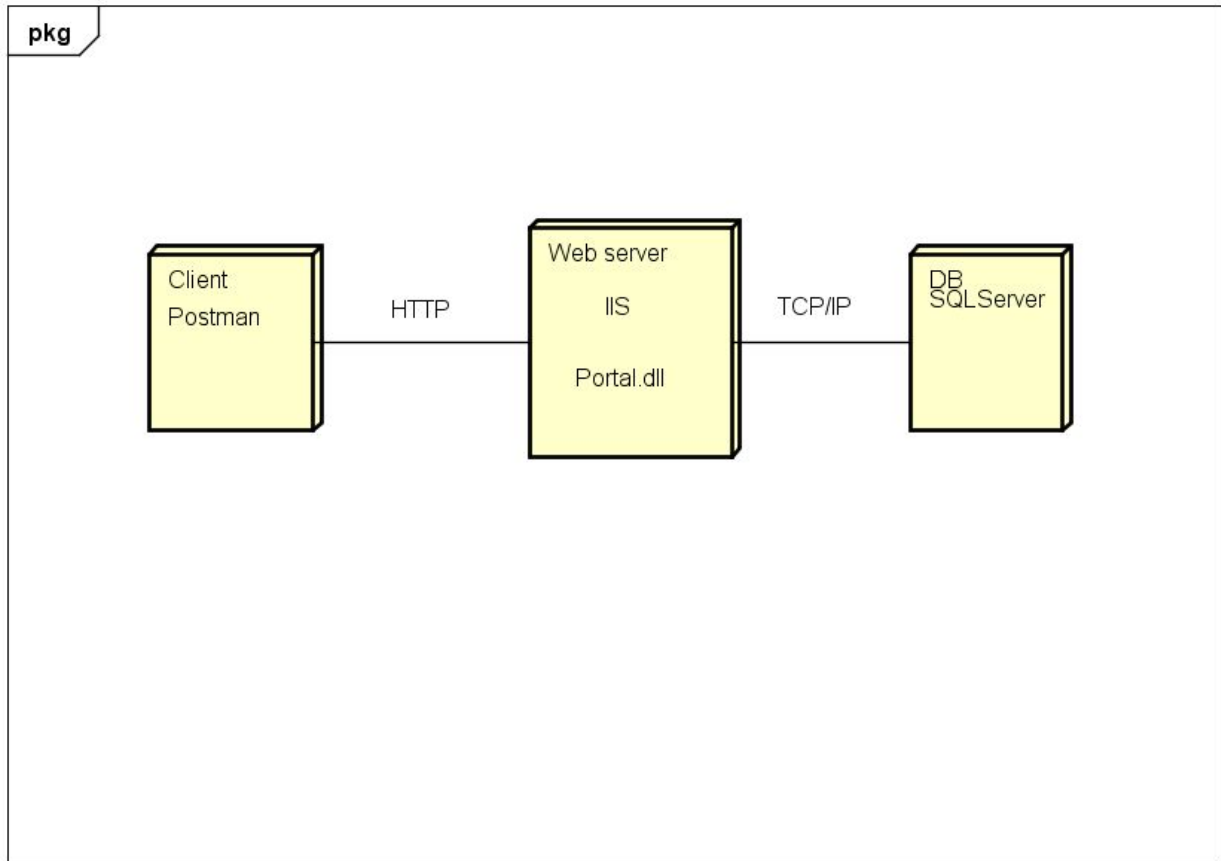 pkg
Client
Postman
HTTP
Web server
IIS
Portal.dll
TCP/IP
DB
SQLServer